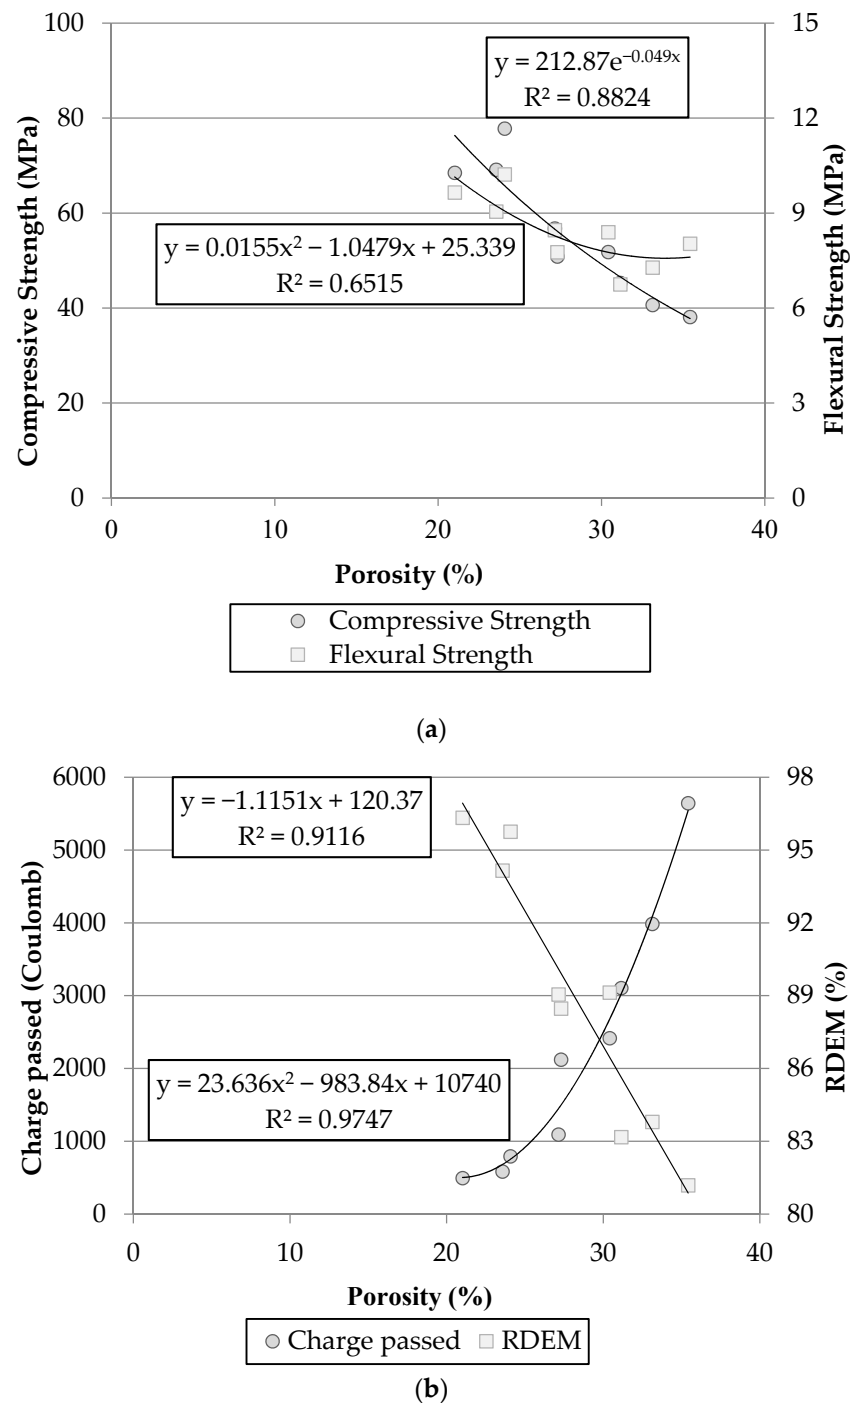 100
80
60
40
20
0
Compressive Strength (MPa)
15
12
9
6
3
0
Flexural Strength (MPa)
y = 212.87e^−0.049x
R² = 0.8824
y = 0.0155x² − 1.0479x + 25.339
R² = 0.6515
0 10 20 30 40
Porosity (%)
Compressive Strength
Flexural Strength
(a)
6000
5000
4000
3000
2000
1000
0
Charge passed (Coulomb)
98
95
92
89
86
83
80
RDEM (%)
y = −1.1151x + 120.37
R² = 0.9116
y = 23.636x² − 983.84x + 10740
R² = 0.9747
0 10 20 30 40
Porosity (%)
Charge passed RDEM
(b)